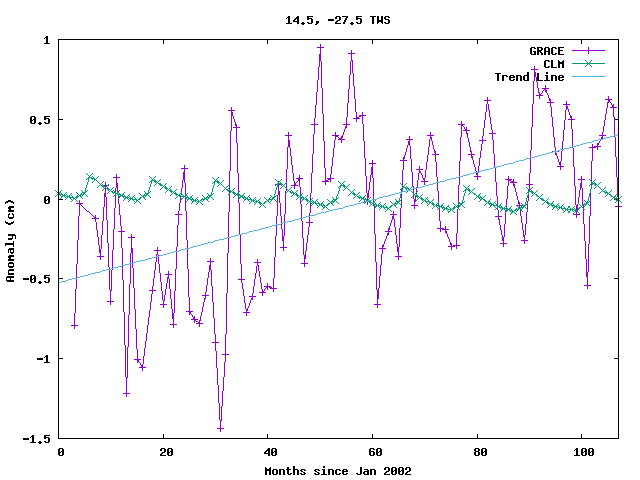 14.5, -27.5 TWS
GRACE
CLM
Trend Line
1
0.5
0
-0.5
-1
-1.5
Anomaly (cm)
0 20 40 60 80 100
Months since Jan 2002